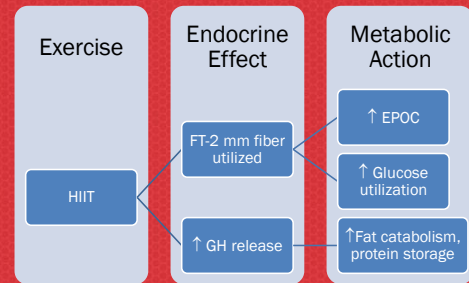 Exercise
Endocrine
Effect
Metabolic
Action
HIIT
FT-2 mm fiber
utilized
↑ GH release
↑ EPOC
↑ Glucose
utilization
↑Fat catabolism,
protein storage